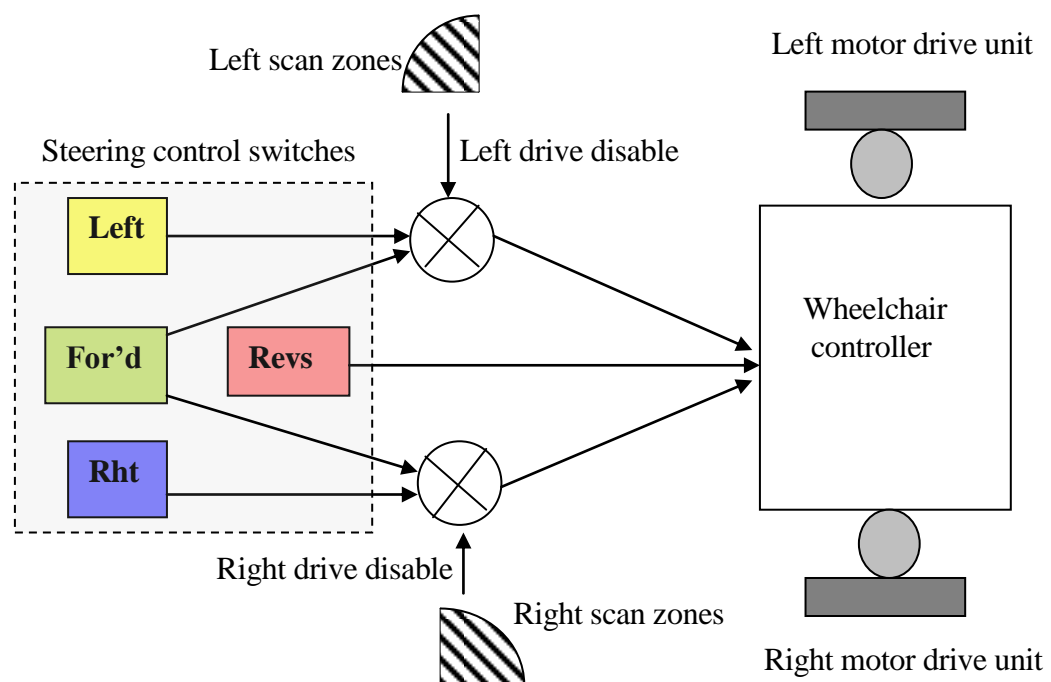 Left motor drive unit
Left scan zones
Steering control switches
Left drive disable
Left
For'd
Revs
Rht
Wheelchair
controller
Right drive disable
Right scan zones
Right motor drive unit